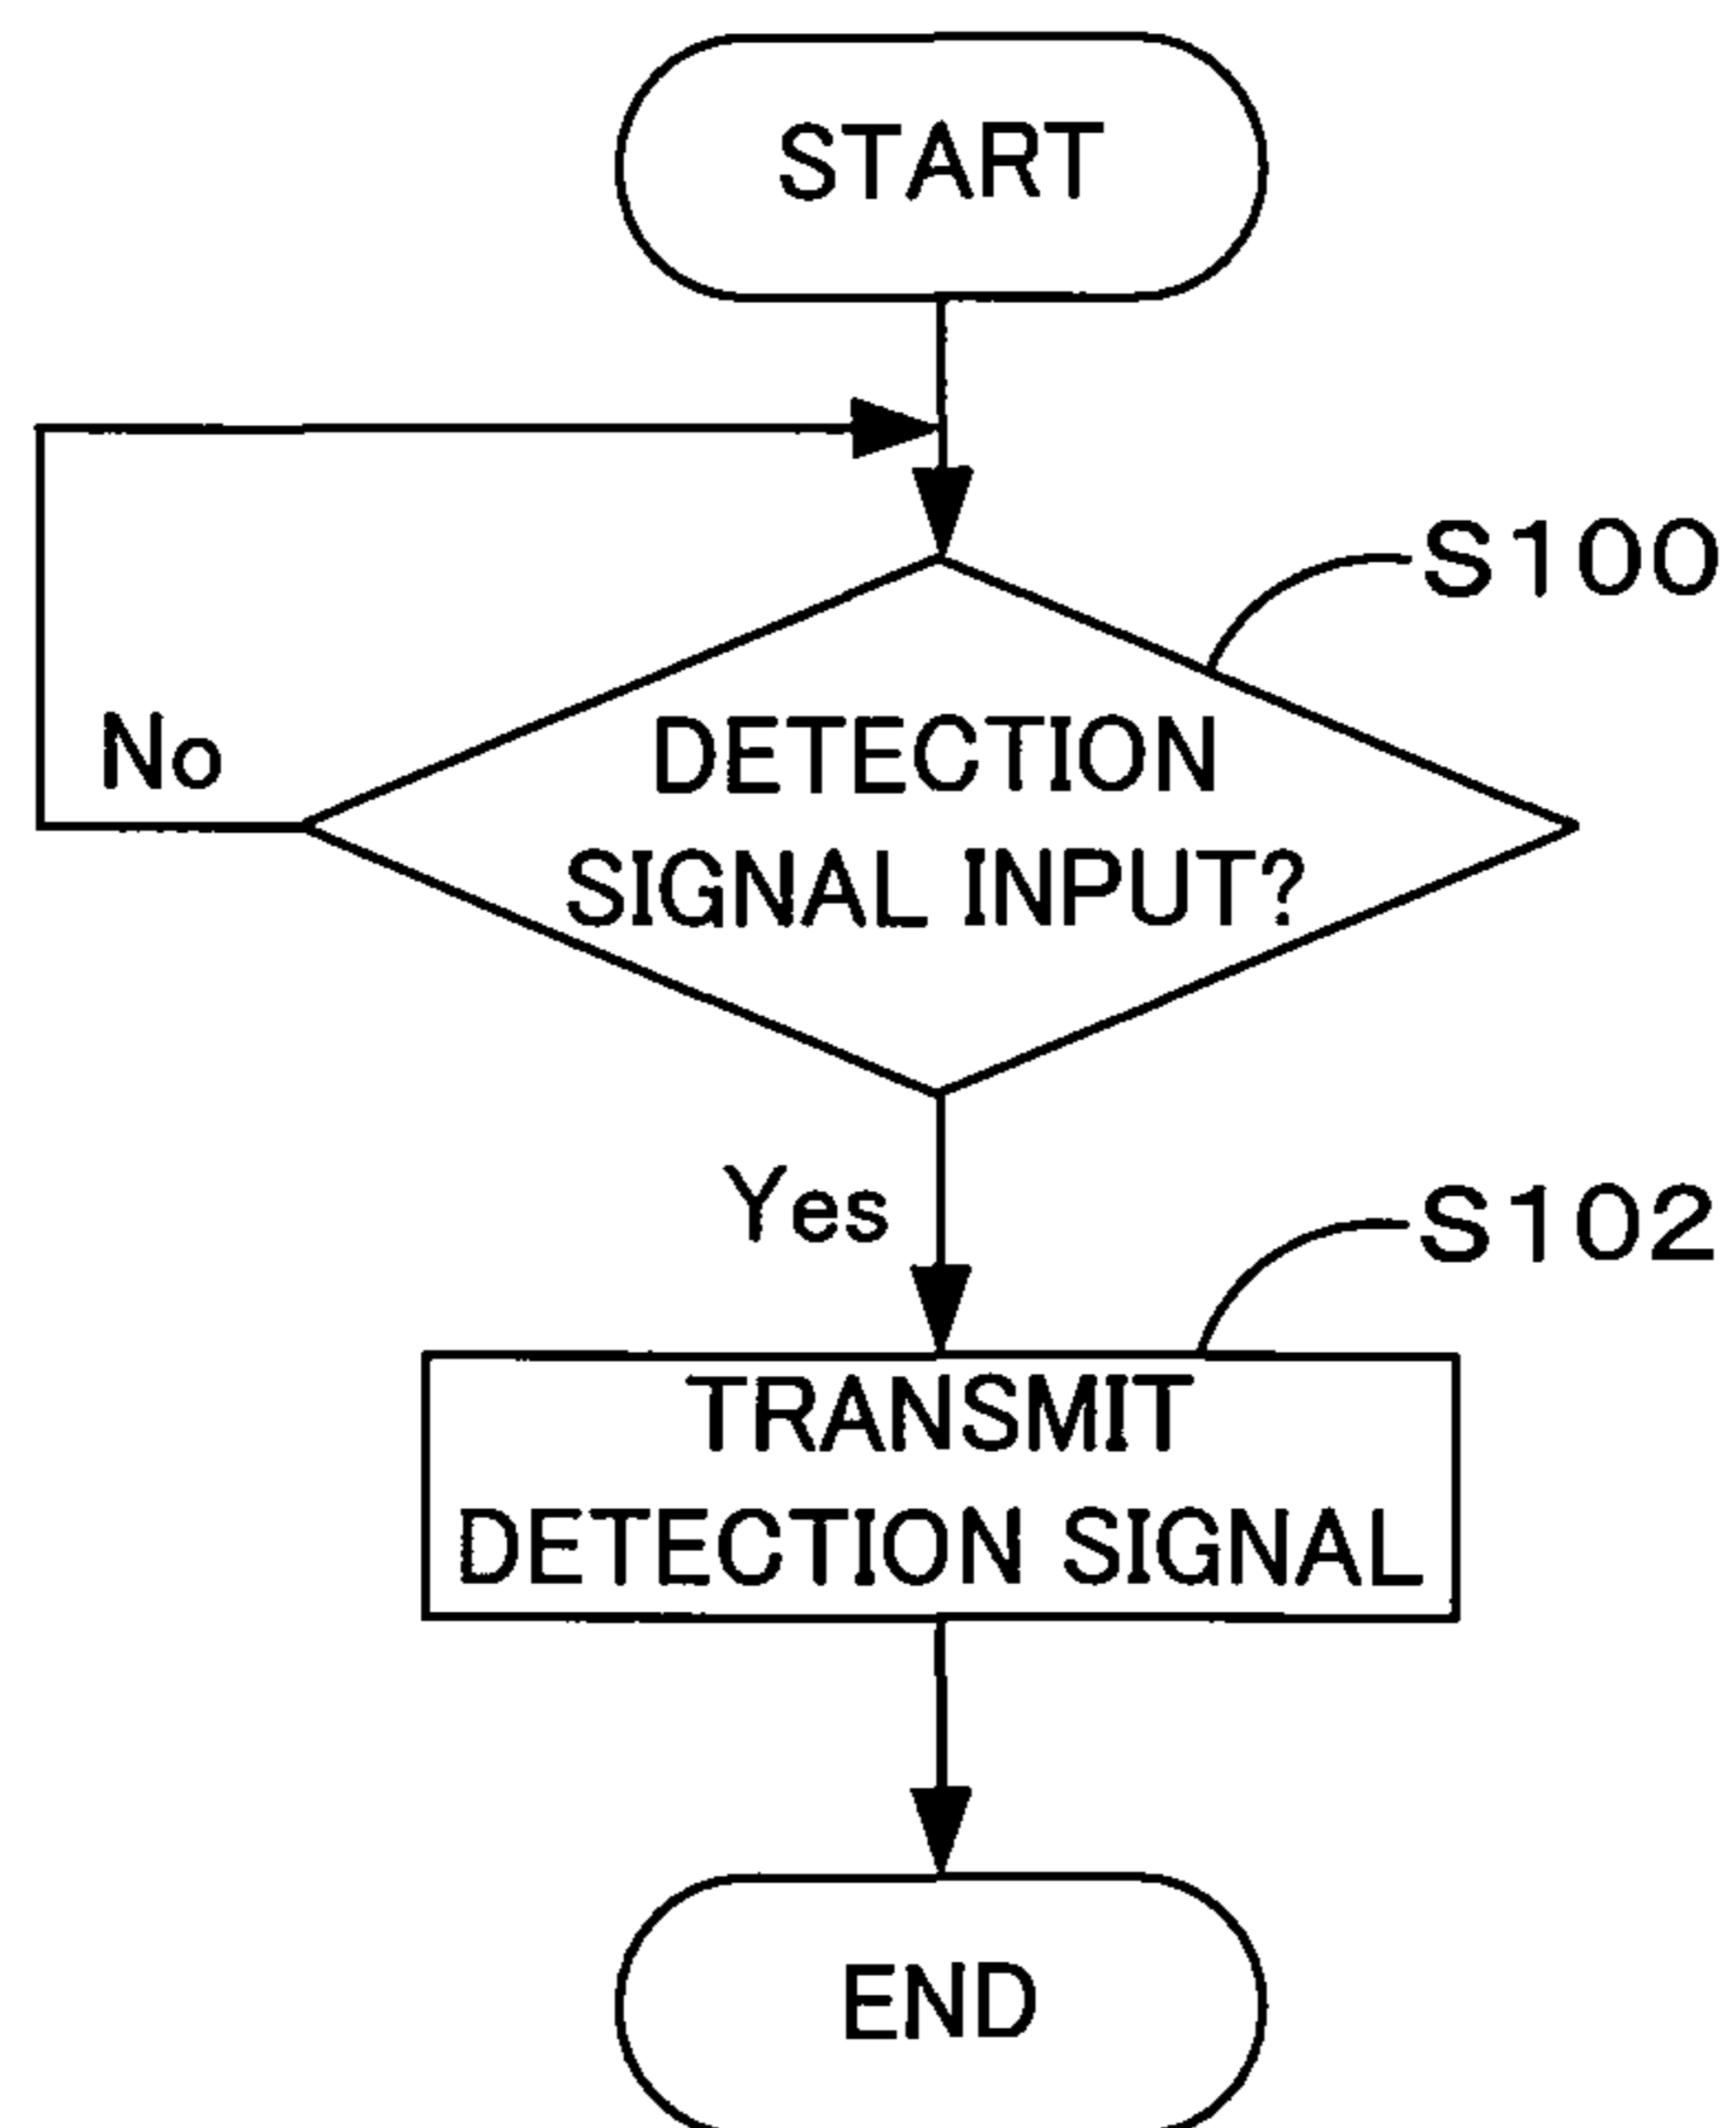 START
S100
No
DETECTION
SIGNAL INPUT?
Yes
S102
TRANSMIT
DETECTION SIGNAL
END